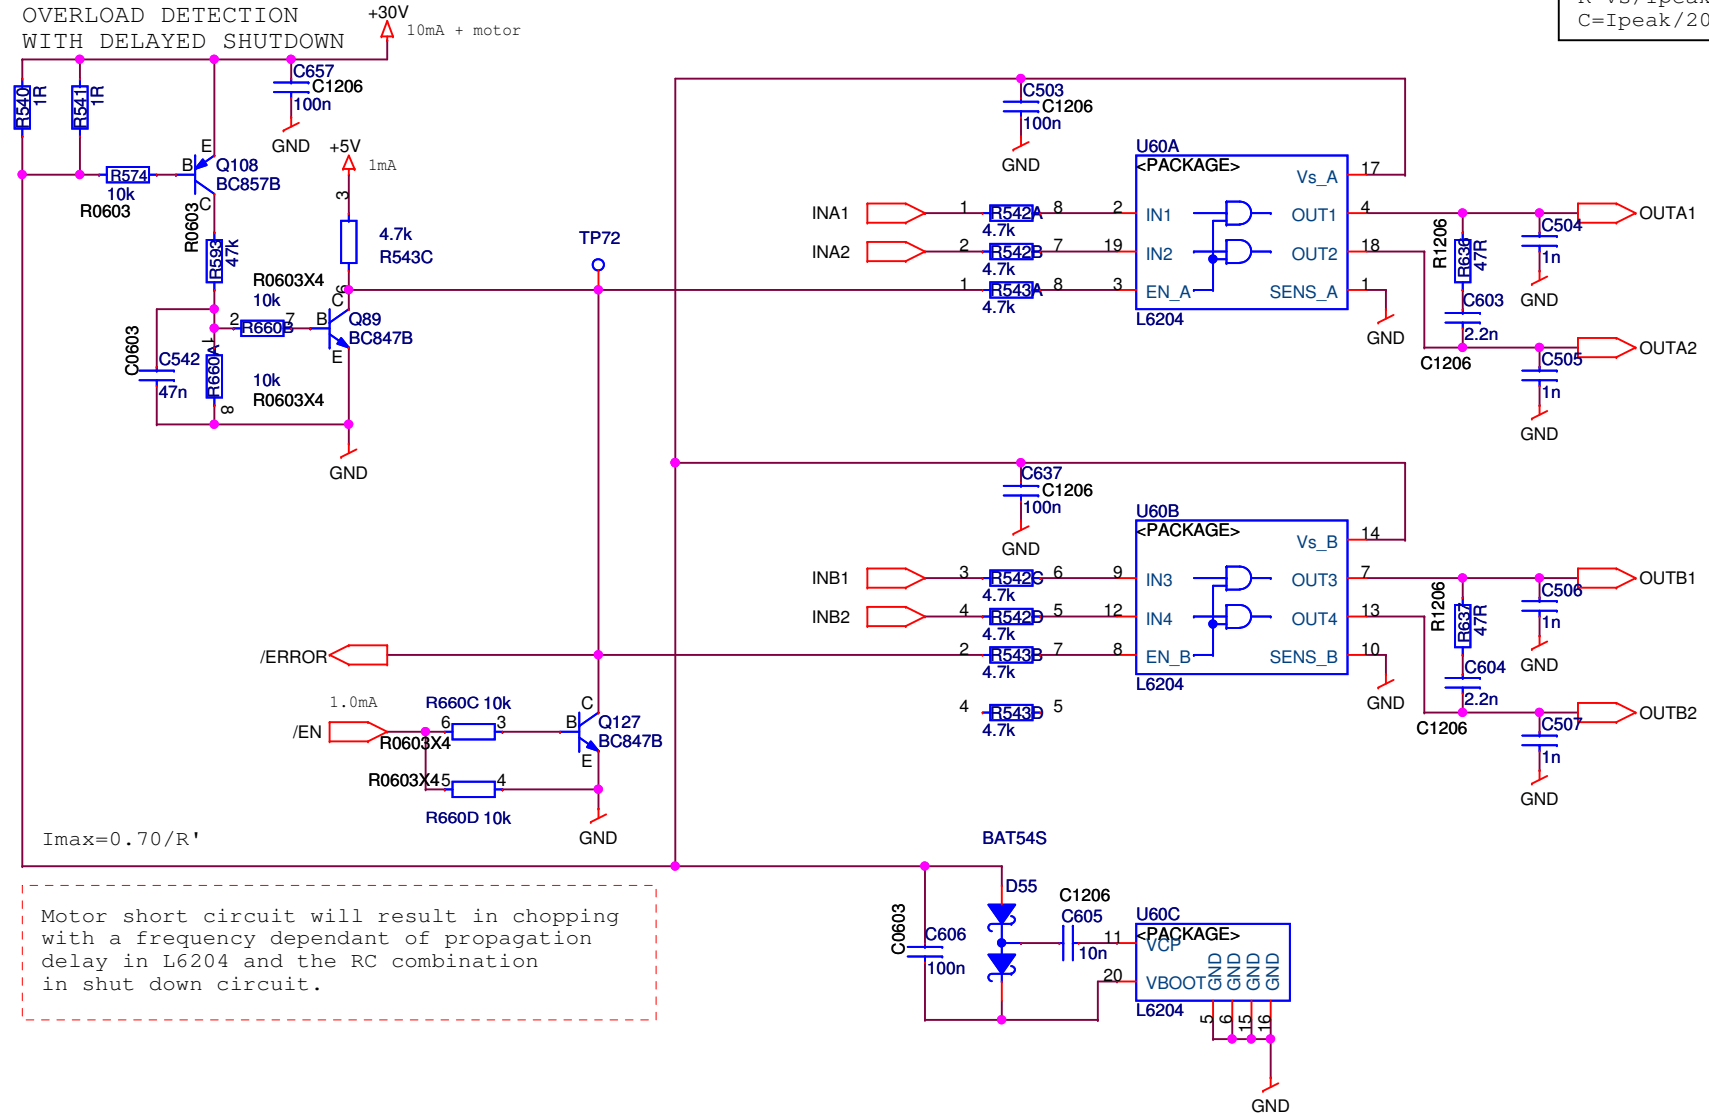 OVERLOAD DETECTION
WITH DELAYED SHUTDOWN
+30V
10mA + motor
C=Ipeak/20
R540
1R
R541
1R
C657
C1206
100n
GND
E
B
C
Q108
BC857B
R574
10k
R0603
+5V
1mA
3
4.7k
R543C
6
R0603
R593
47k
R0603X4
10k
2
R660B
7
C
B
E
Q89
BC847B
1
R660A
8
10k
R0603X4
C0603
C542
47n
GND
TP72
C503
C1206
100n
GND
U60A
<PACKAGE>
Vs_A
17
INA1
1
R542A
8
4.7k
2
IN1
OUT1
4
OUTA1
INA2
2
R542B
7
4.7k
19
IN2
OUT2
18
1
R543A
8
4.7k
3
EN_A
SENS_A
1
L6204
GND
R1206
R636
47R
C603
2.2n
C1206
C504
1n
GND
OUTA2
C505
1n
GND
C637
C1206
100n
GND
U60B
<PACKAGE>
Vs_B
14
INB1
3
R542C
6
4.7k
9
IN3
OUT3
7
OUTB1
INB2
4
R542D
5
4.7k
12
IN4
OUT4
13
/ERROR
2
R543B
7
4.7k
8
EN_B
SENS_B
10
L6204
GND
4
R543D
5
4.7k
R1206
R637
47R
C604
2.2n
C1206
C506
1n
GND
OUTB2
C507
1n
GND
1.0mA
/EN
R660C 10k
6
3
R0603X4
C
B
E
Q127
BC847B
R0603X4
5
4
R660D 10k
GND
Imax=0.70/R'
Motor short circuit will result in chopping
with a frequency dependant of propagation
delay in L6204 and the RC combination
in shut down circuit.
BAT54S
D55
C0603
C606
100n
C1206
C605
10n
U60C
<PACKAGE>
11
VCP
20
VBOOT
GND
GND
GND
GND
L6204
5
6
15
16
GND